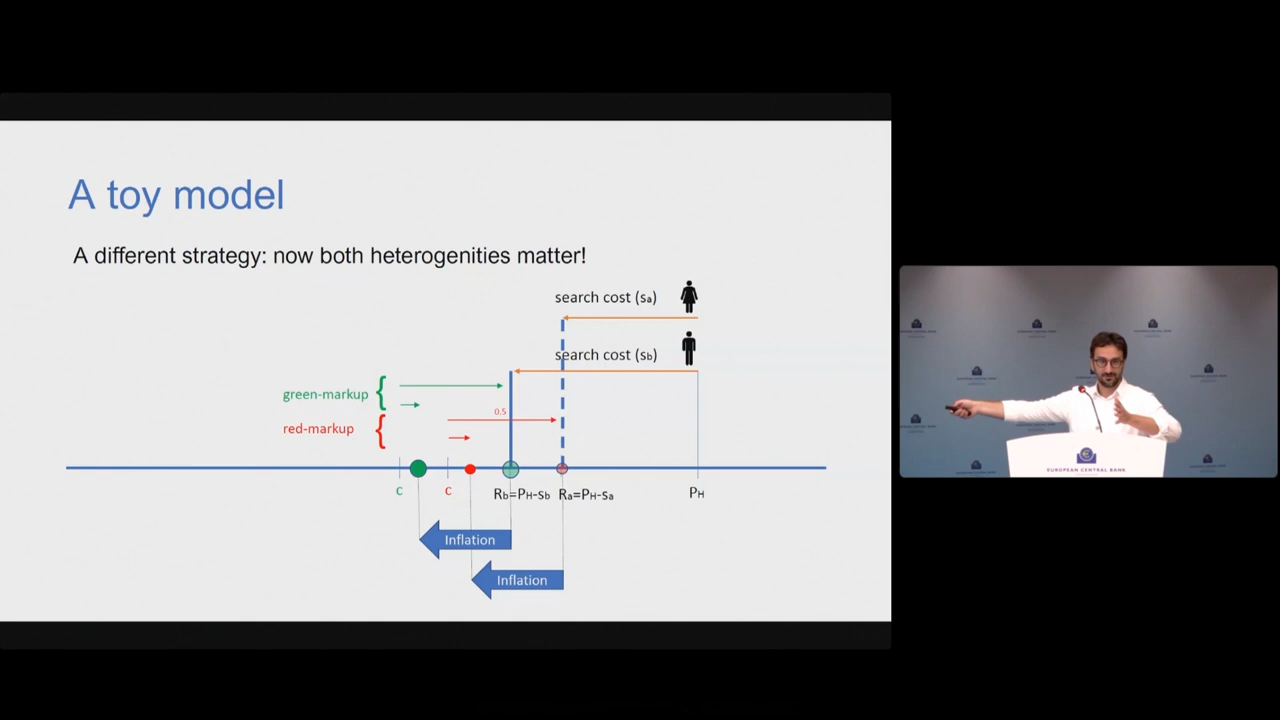 A toy model
A different strategy: now both heterogenities matter!
search cost (sa)
search cost (sb)
green-markup {
red-markup {
0.5
c
c
Rb=PH-sb
Ra=PH-sa
PH
Inflation
Inflation
EUROPEAN CENTRAL BANK